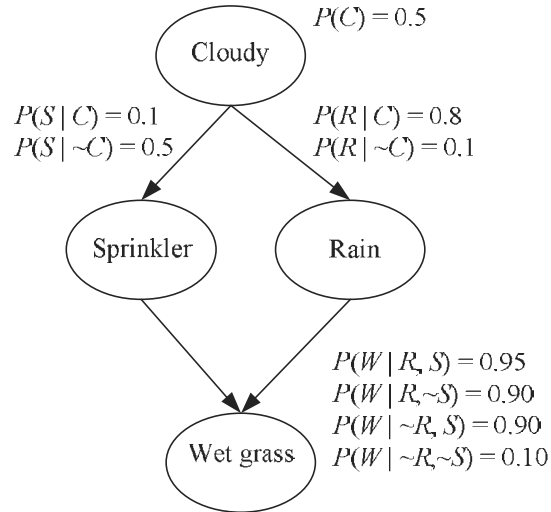 P(C) = 0.5
Cloudy
P(S | C) = 0.1
P(S | ~C) = 0.5
P(R | C) = 0.8
P(R | ~C) = 0.1
Sprinkler
Rain
P(W | R, S) = 0.95
P(W | R,~S) = 0.90
P(W | ~R, S) = 0.90
P(W | ~R,~S) = 0.10
Wet grass